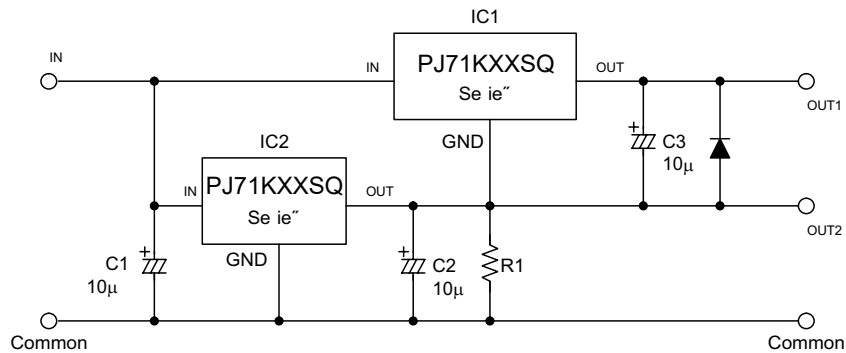 IC1
IN
IN
PJ71KXXSQ
OUT
Se ie˝
OUT1
GND
+
C3
10μ
IC2
IN
PJ71KXXSQ
OUT
Se ie˝
OUT2
GND
+
C1
10μ
+
C2
10μ
R1
Common
Common